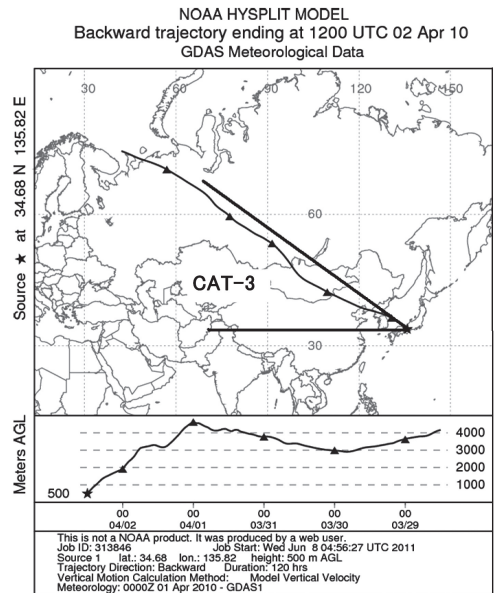 NOAA HYSPLIT MODEL
Backward trajectory ending at 1200 UTC 02 Apr 10
GDAS Meteorological Data
Source ★ at 34.68 N 135.82 E
30 60 90 120 150
60
30
CAT-3
Meters AGL
4000
3000
2000
1000
500
00 00 00 00 00
04/02 04/01 03/31 03/30 03/29
This is not a NOAA product. It was produced by a web user.
Job ID: 313846 Job Start: Wed Jun 8 04:56:27 UTC 2011
Source 1 lat.: 34.68 lon.: 135.82 height: 500 m AGL
Trajectory Direction: Backward Duration: 120 hrs
Vertical Motion Calculation Method: Model Vertical Velocity
Meteorology: 0000Z 01 Apr 2010 - GDAS1